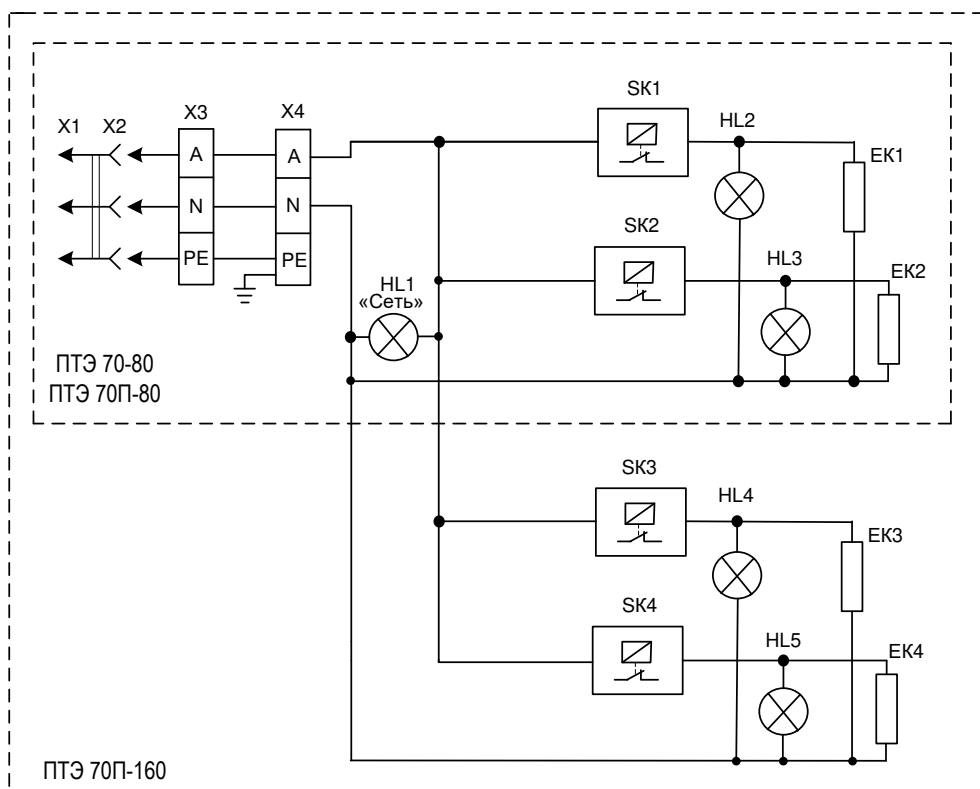 SK1
X3
X4
HL2
X1
X2
EK1
A
A
N
N
SK2
HL3
PE
PE
EK2
HL1
«Сеть»
ПТЭ 70-80
ПТЭ 70П-80
SK3
HL4
EK3
SK4
HL5
EK4
ПТЭ 70П-160